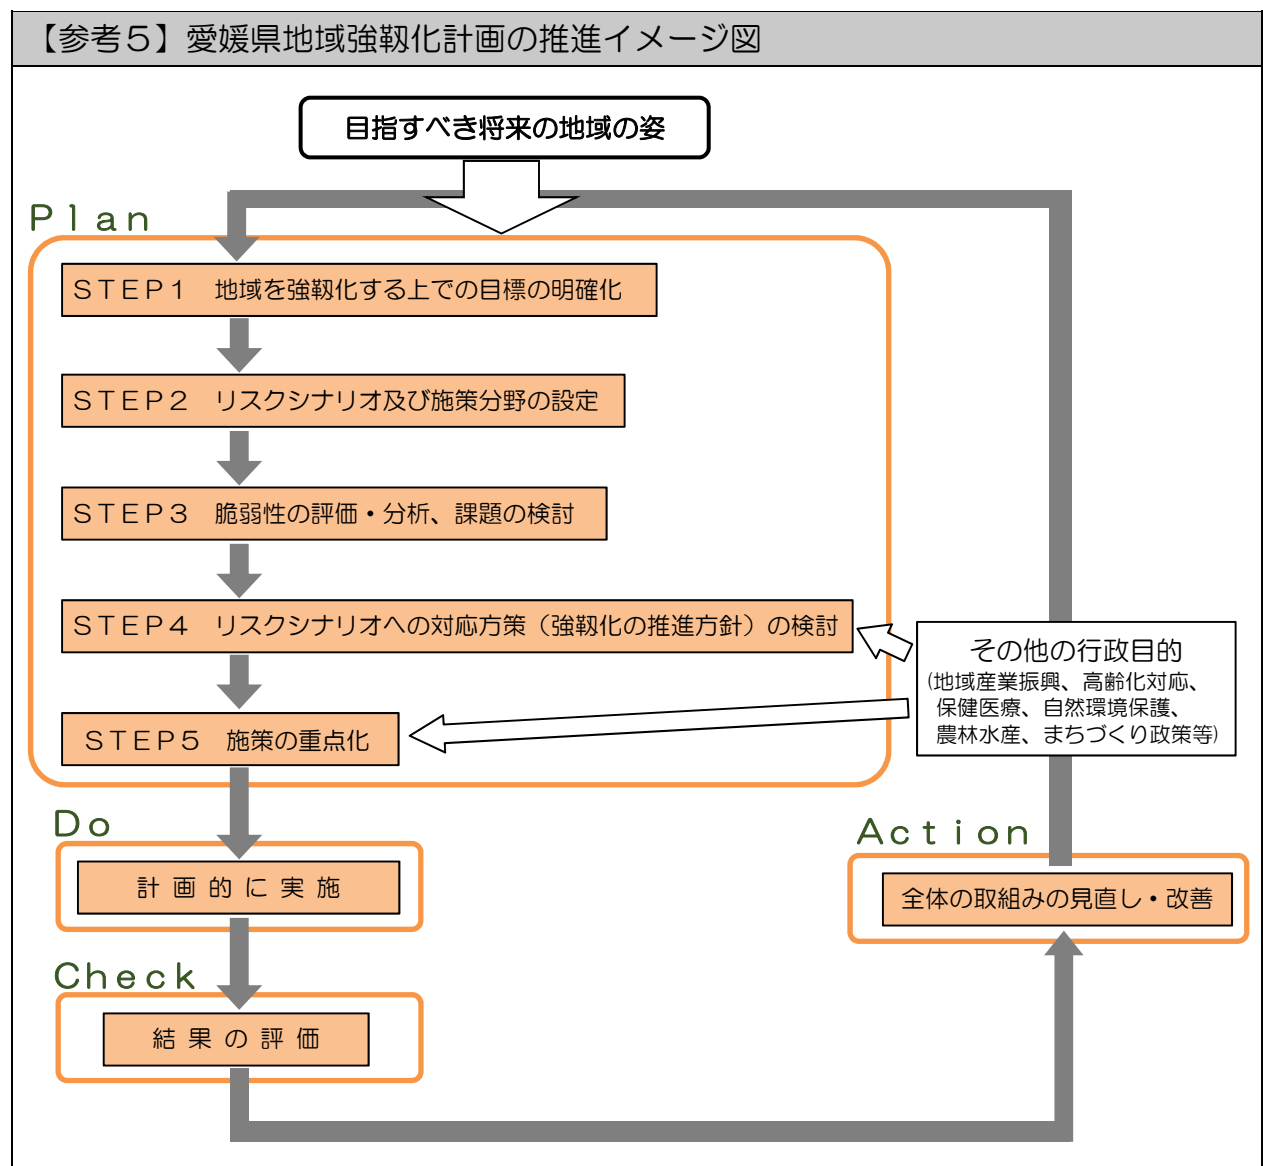 【参考５】愛媛県地域強靱化計画の推進イメージ図
目指すべき将来の地域の姿
Ｐｌａｎ
ＳＴＥＰ１　地域を強靱化する上での目標の明確化
ＳＴＥＰ２　リスクシナリオ及び施策分野の設定
ＳＴＥＰ３　脆弱性の評価・分析、課題の検討
ＳＴＥＰ４　リスクシナリオへの対応方策（強靱化の推進方針）の検討
その他の行政目的
(地域産業振興、高齢化対応、
保健医療、自然環境保護、
農林水産、まちづくり政策等)
ＳＴＥＰ５　施策の重点化
Ｄｏ
計画的に実施
Ａｃｔｉｏｎ
全体の取組みの見直し・改善
Ｃｈｅｃｋ
結果の評価